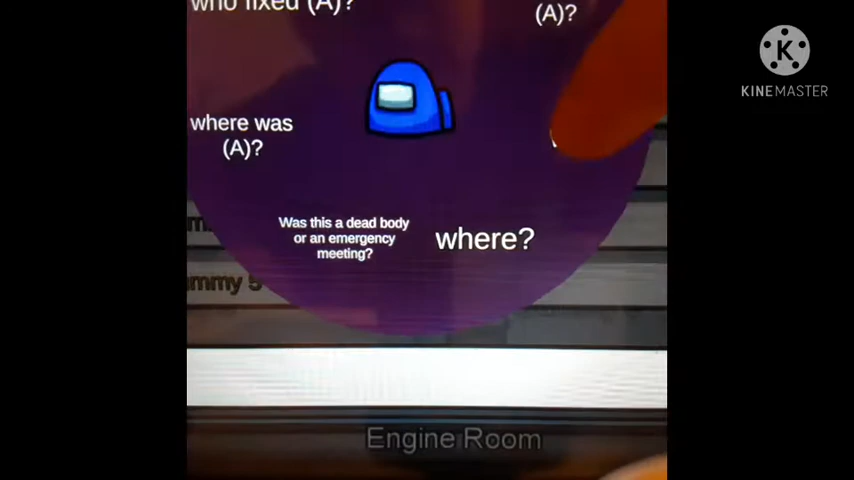 who fixed (A)?
(A)?
KINEMASTER
where was
(A)?
Was this a dead body
or an emergency
meeting?
where?
Engine Room